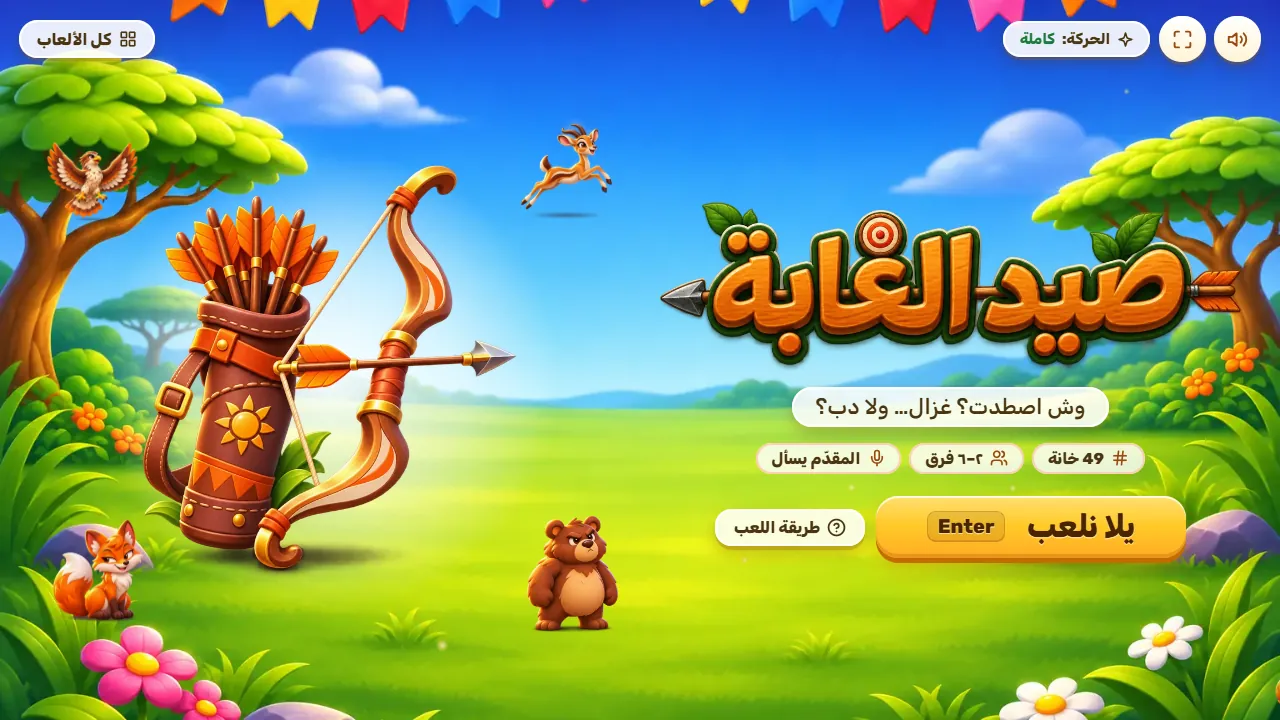 الحركة: كاملة
كل الألعاب
صيد الغابة
وش اصطدت؟ غزال... ولا دب؟
49 خانة
٢-٦ فرق
المقدّم يسأل
يلا نلعب Enter
طريقة اللعب